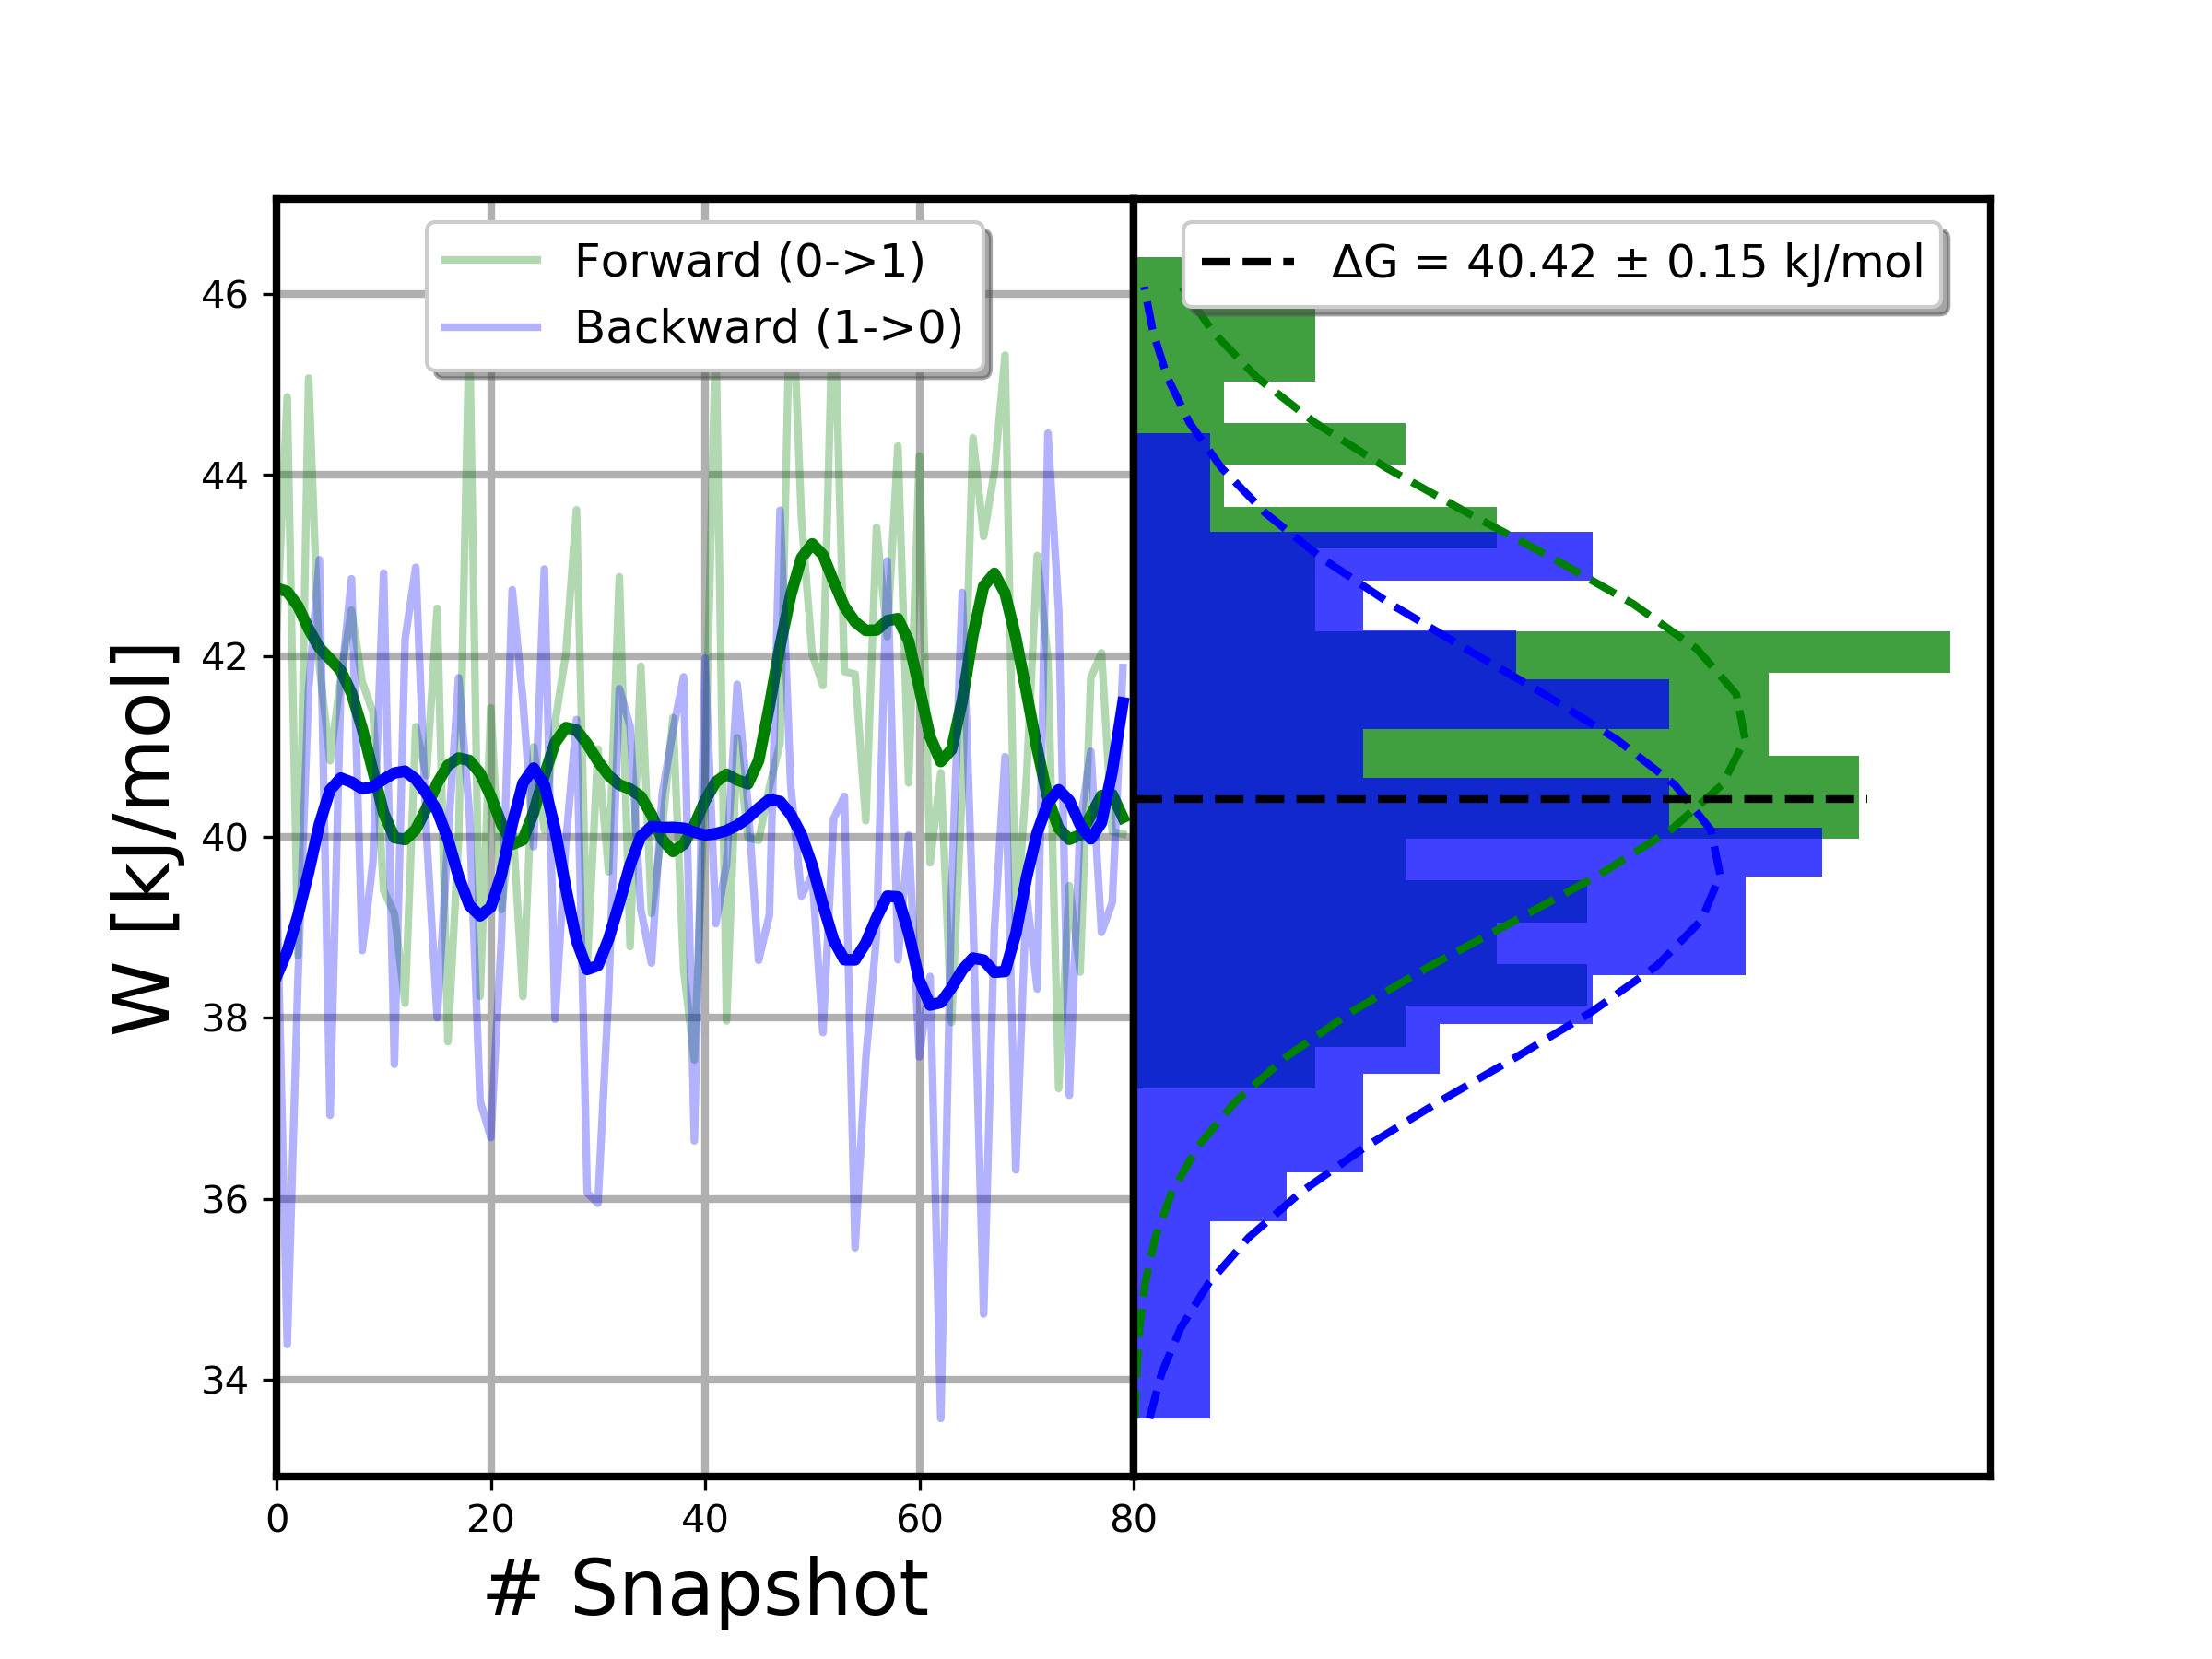 Forward (0->1)
Backward (1->0)
ΔG = 40.42 ± 0.15 kJ/mol
46
44
42
40
38
36
34
W [kJ/mol]
0 20 40 60 80
# Snapshot